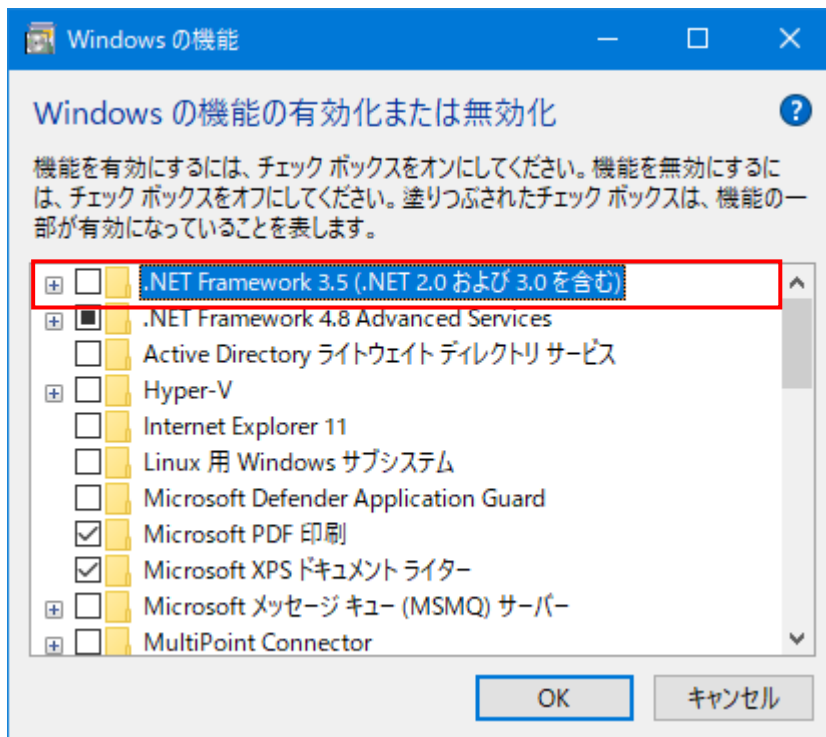 Windows の機能
Windows の機能の有効化または無効化
機能を有効にするには、チェック ボックスをオンにしてください。機能を無効にするに
は、チェック ボックスをオフにしてください。塗りつぶされたチェック ボックスは、機能の一
部が有効になっていることを表します。
.NET Framework 3.5 (.NET 2.0 および 3.0 を含む)
.NET Framework 4.8 Advanced Services
Active Directory ライトウェイト ディレクトリ サービス
Hyper-V
Internet Explorer 11
Linux 用 Windows サブシステム
Microsoft Defender Application Guard
Microsoft PDF 印刷
Microsoft XPS ドキュメント ライター
Microsoft メッセージ キュー (MSMQ) サーバー
MultiPoint Connector
OK
キャンセル